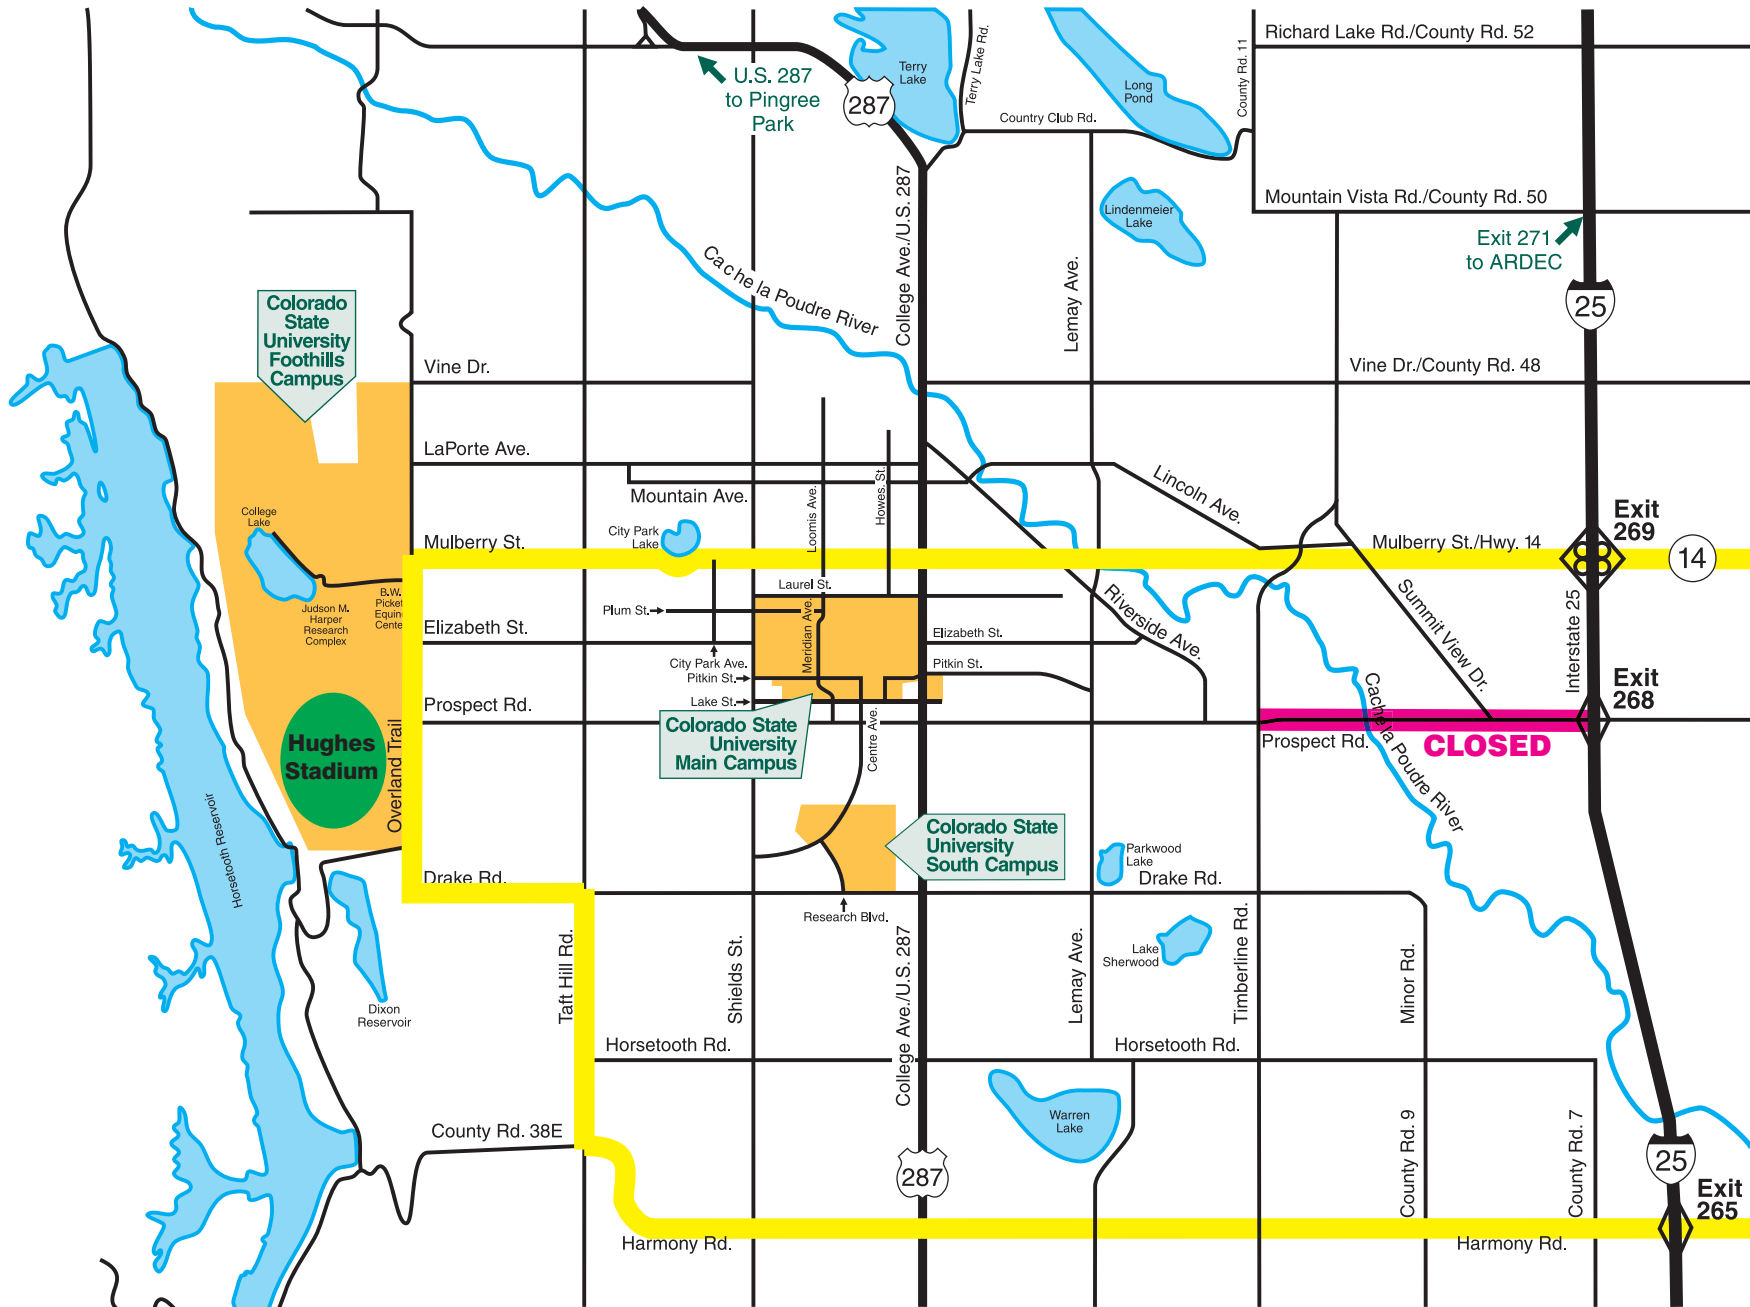 Richard Lake Rd./County Rd. 52
County Rd. 11
Terry Lake Rd.
Terry
Lake
Long
Pond
U.S. 287
to Pingree
Park
287
Country Club Rd.
Mountain Vista Rd./County Rd. 50
Lindenmeier
Lake
Exit 271
to ARDEC
College Ave./U.S. 287
Lemay Ave.
Cache la Poudre River
25
Colorado
State
University
Foothills
Campus
Vine Dr.
Vine Dr./County Rd. 48
LaPorte Ave.
Mountain Ave.
Loomis Ave.
Howes St.
Lincoln Ave.
College
Lake
City Park
Lake
Exit
269
Mulberry St.
Mulberry St./Hwy. 14
14
Laurel St.
Plum St.
Meridian Ave.
Judson M.
Harper
Research
Complex
B.W.
Picket
Equin
Cente
Elizabeth St.
Elizabeth St.
Riverside Ave.
Summit View Dr.
Interstate 25
City Park Ave.
Pitkin St.
Pitkin St.
Lake St.
Exit
268
Prospect Rd.
Prospect Rd.
CLOSED
Cache la Poudre River
Colorado State
University
Main Campus
Centre Ave.
Hughes
Stadium
Overland Trail
Horsetooth Reservoir
Colorado State
University
South Campus
Parkwood
Lake
Drake Rd.
Drake Rd.
Research Blvd.
Dixon
Reservoir
Taft Hill Rd.
Shields St.
College Ave./U.S. 287
Lemay Ave.
Lake
Sherwood
Timberline Rd.
Minor Rd.
Horsetooth Rd.
Horsetooth Rd.
Warren
Lake
County Rd. 38E
County Rd. 9
County Rd. 7
287
25
Exit
265
Harmony Rd.
Harmony Rd.